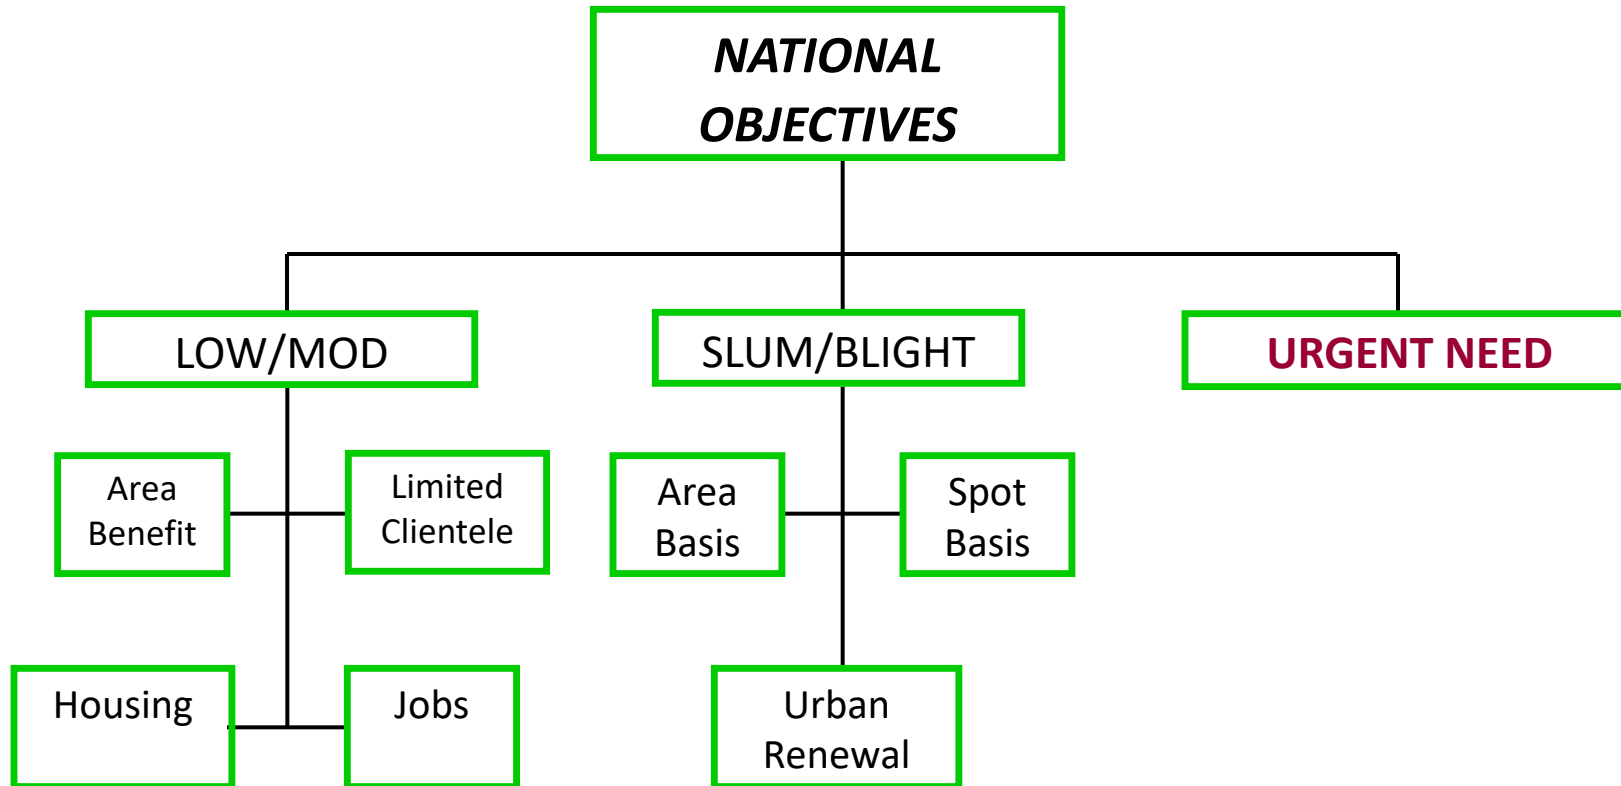 NATIONAL
OBJECTIVES
LOW/MOD
SLUM/BLIGHT
URGENT NEED
Area
Benefit
Limited
Clientele
Area
Basis
Spot
Basis
Housing
Jobs
Urban
Renewal